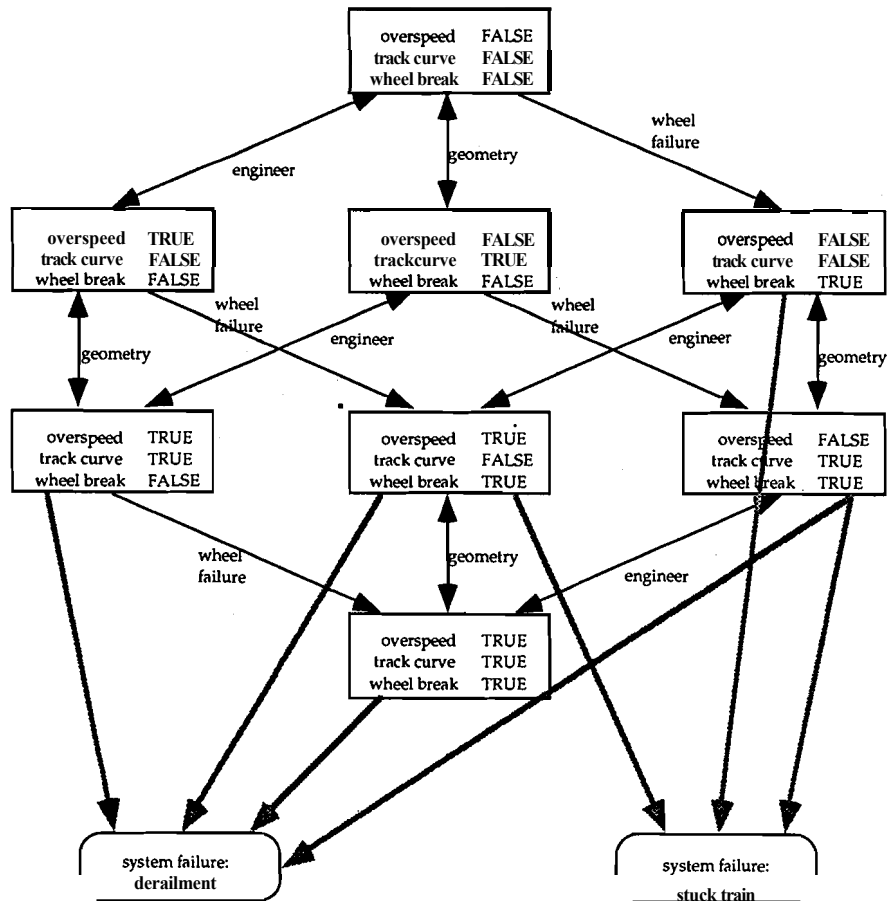 overspeed FALSE
track curve FALSE
wheel break FALSE
wheel
failure
geometry
engineer
overspeed TRUE
track curve FALSE
wheel break FALSE
overspeed FALSE
trackcurve TRUE
wheel break FALSE
overspeed FALSE
track curve FALSE
wheel break TRUE
wheel
failure
wheel
failure
engineer
engineer
geometry
geometry
overspeed TRUE
track curve TRUE
wheel break FALSE
overspeed TRUE
track curve FALSE
wheel break TRUE
overspeed FALSE
track curve TRUE
wheel break TRUE
wheel
failure
geometry
engineer
overspeed TRUE
track curve TRUE
wheel break TRUE
system failure:
derailment
system failure:
stuck train